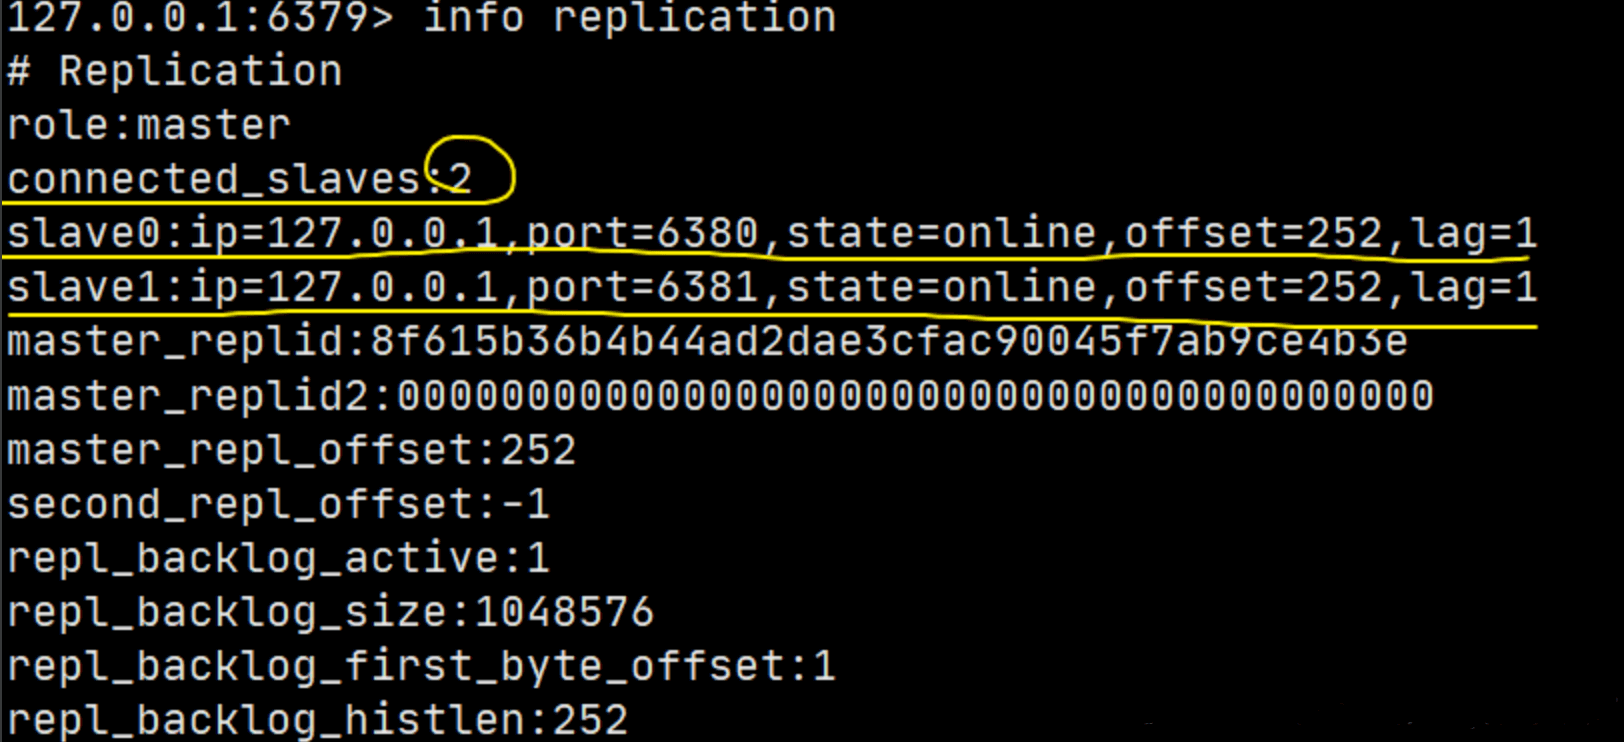 127.0.0.1:6379> info replication
# Replication
role:master
connected_slaves:2
slave0:ip=127.0.0.1,port=6380,state=online,offset=252,lag=1
slave1:ip=127.0.0.1,port=6381,state=online,offset=252,lag=1
master_replid:8f615b36b4b44ad2dae3cfac90045f7ab9ce4b3e
master_replid2:0000000000000000000000000000000000000000
master_repl_offset:252
second_repl_offset:-1
repl_backlog_active:1
repl_backlog_size:1048576
repl_backlog_first_byte_offset:1
repl_backlog_histlen:252